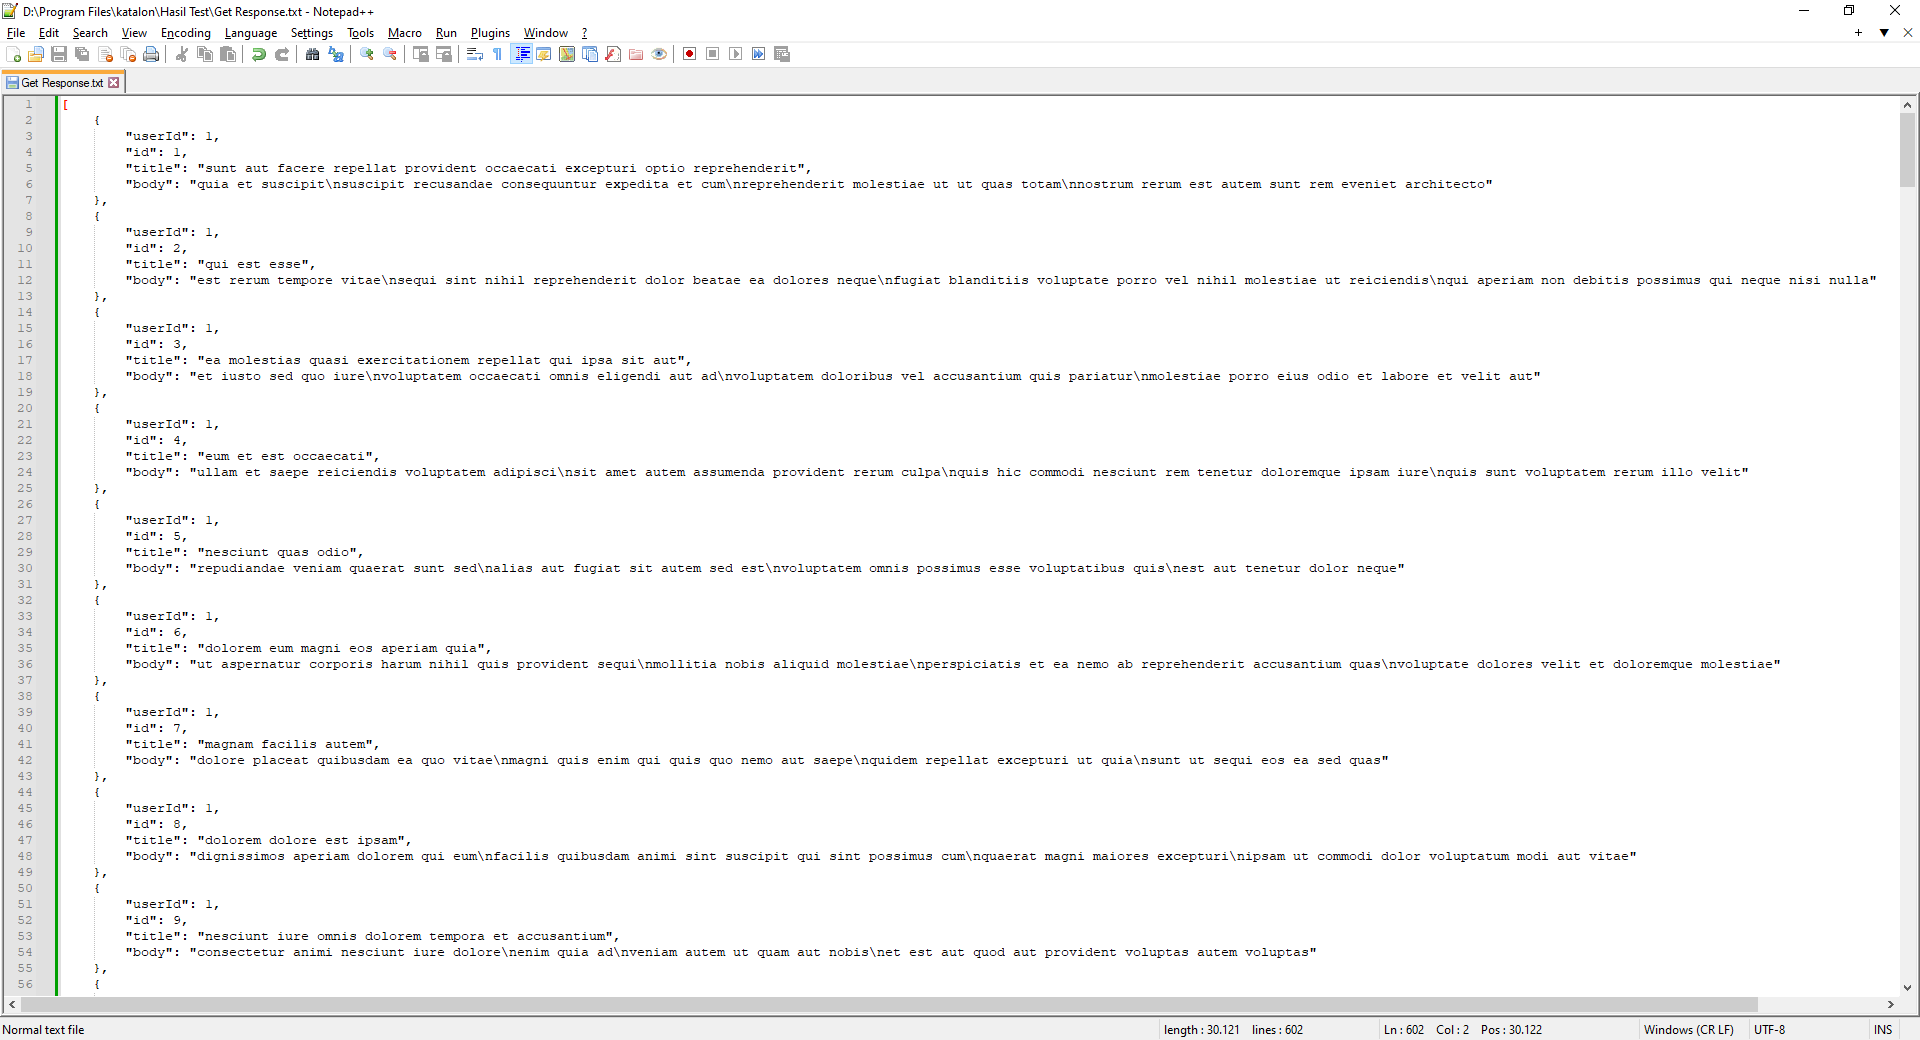 D:\Program Files\katalon\Hasil Test\Get Response.txt - Notepad++
File Edit Search View Encoding Language Settings Tools Macro Run Plugins Window ?
Get Response.txt
1 [
2 {
3 "userId": 1,
4 "id": 1,
5 "title": "sunt aut facere repellat provident occaecati excepturi optio reprehenderit",
6 "body": "quia et suscipit\nsuscipit recusandae consequuntur expedita et cum\nreprehenderit molestiae ut ut quas totam\nnostrum rerum est autem sunt rem eveniet architecto"
7 },
8 {
9 "userId": 1,
10 "id": 2,
11 "title": "qui est esse",
12 "body": "est rerum tempore vitae\nsequi sint nihil reprehenderit dolor beatae ea dolores neque\nfugiat blanditiis voluptate porro vel nihil molestiae ut reiciendis\nqui aperiam non debitis possimus qui neque nisi nulla"
13 },
14 {
15 "userId": 1,
16 "id": 3,
17 "title": "ea molestias quasi exercitationem repellat qui ipsa sit aut",
18 "body": "et iusto sed quo iure\nvoluptatem occaecati omnis eligendi aut ad\nvoluptatem doloribus vel accusantium quis pariatur\nmolestiae porro eius odio et labore et velit aut"
19 },
20 {
21 "userId": 1,
22 "id": 4,
23 "title": "eum et est occaecati",
24 "body": "ullam et saepe reiciendis voluptatem adipisci\nsit amet autem assumenda provident rerum culpa\nquis hic commodi nesciunt rem tenetur doloremque ipsam iure\nquis sunt voluptatem rerum illo velit"
25 },
26 {
27 "userId": 1,
28 "id": 5,
29 "title": "nesciunt quas odio",
30 "body": "repudiandae veniam quaerat sunt sed\nalias aut fugiat sit autem sed est\nvoluptatem omnis possimus esse voluptatibus quis\nest aut tenetur dolor neque"
31 },
32 {
33 "userId": 1,
34 "id": 6,
35 "title": "dolorem eum magni eos aperiam quia",
36 "body": "ut aspernatur corporis harum nihil quis provident sequi\nmollitia nobis aliquid molestiae\nperspiciatis et ea nemo ab reprehenderit accusantium quas\nvoluptate dolores velit et doloremque molestiae"
37 },
38 {
39 "userId": 1,
40 "id": 7,
41 "title": "magnam facilis autem",
42 "body": "dolore placeat quibusdam ea quo vitae\nmagni quis enim qui quis quo nemo aut saepe\nquidem repellat excepturi ut quia\nsunt ut sequi eos ea sed quas"
43 },
44 {
45 "userId": 1,
46 "id": 8,
47 "title": "dolorem dolore est ipsam",
48 "body": "dignissimos aperiam dolorem qui eum\nfacilis quibusdam animi sint suscipit qui sint possimus cum\nquaerat magni maiores excepturi\nipsam ut commodi dolor voluptatum modi aut vitae"
49 },
50 {
51 "userId": 1,
52 "id": 9,
53 "title": "nesciunt iure omnis dolorem tempora et accusantium",
54 "body": "consectetur animi nesciunt iure dolore\nenim quia ad\nveniam autem ut quam aut nobis\net est aut quod aut provident voluptas autem voluptas"
55 },
56 {
Normal text file length : 30.121 lines : 602 Ln : 602 Col : 2 Pos : 30.122 Windows (CR LF) UTF-8 INS